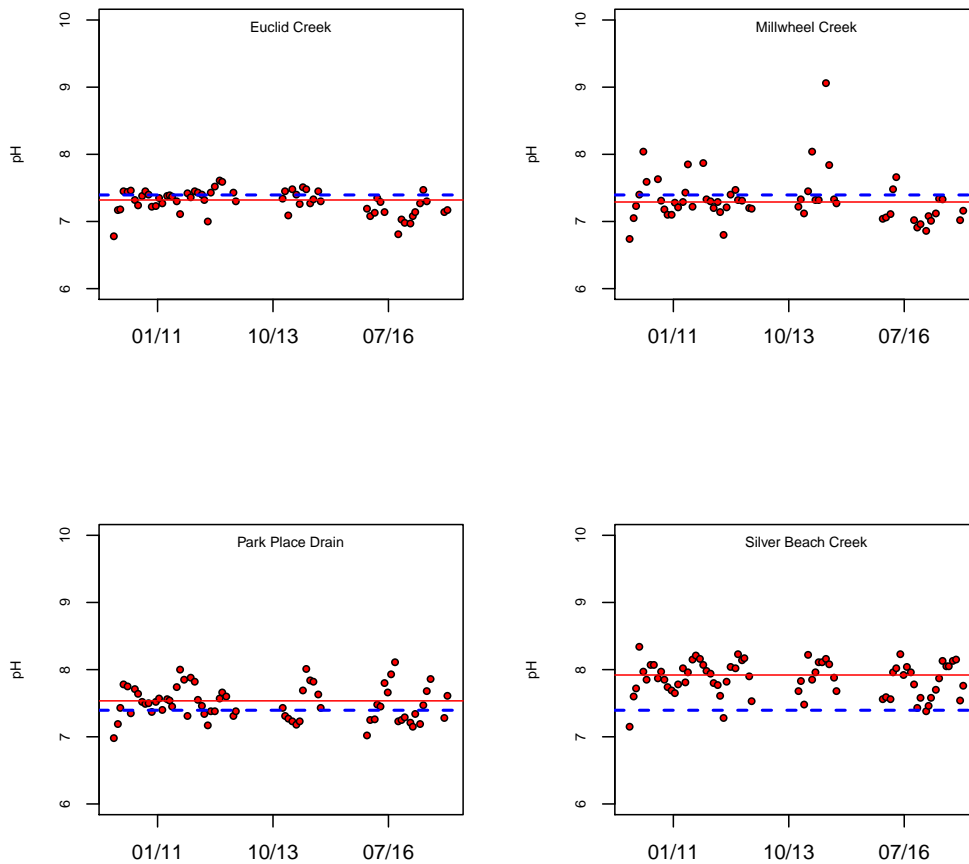 Euclid Creek
pH
10
9
8
7
6
01/11 10/13 07/16
Millwheel Creek
pH
10
9
8
7
6
01/11 10/13 07/16
Park Place Drain
pH
10
9
8
7
6
01/11 10/13 07/16
Silver Beach Creek
pH
10
9
8
7
6
01/11 10/13 07/16